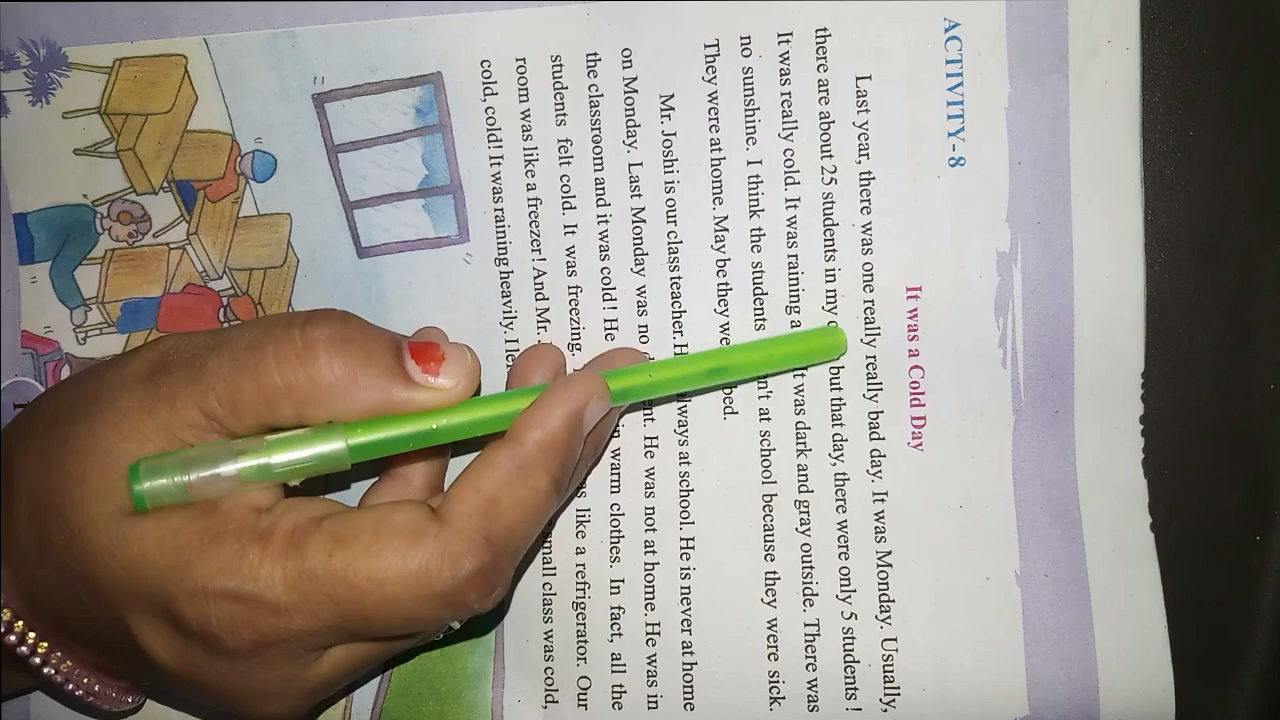 ACTIVITY-8
It was a Cold Day
Last year, there was one really really bad day. It was Monday. Usually,
there are about 25 students in my but that day, there were only 5 students !
It was really cold. It was raining a It was dark and gray outside. There was
no sunshine. I think the students n't at school because they were sick.
They were at home. May be they we bed.
Mr. Joshi is our class teacher. H always at school. He is never at home
on Monday. Last Monday was no ent. He was not at home. He was in
the classroom and it was cold! He in warm clothes. In fact, all the
students felt cold. It was freezing. as like a refrigerator. Our
room was like a freezer! And Mr. small class was cold,
cold, cold! It was raining heavily. I